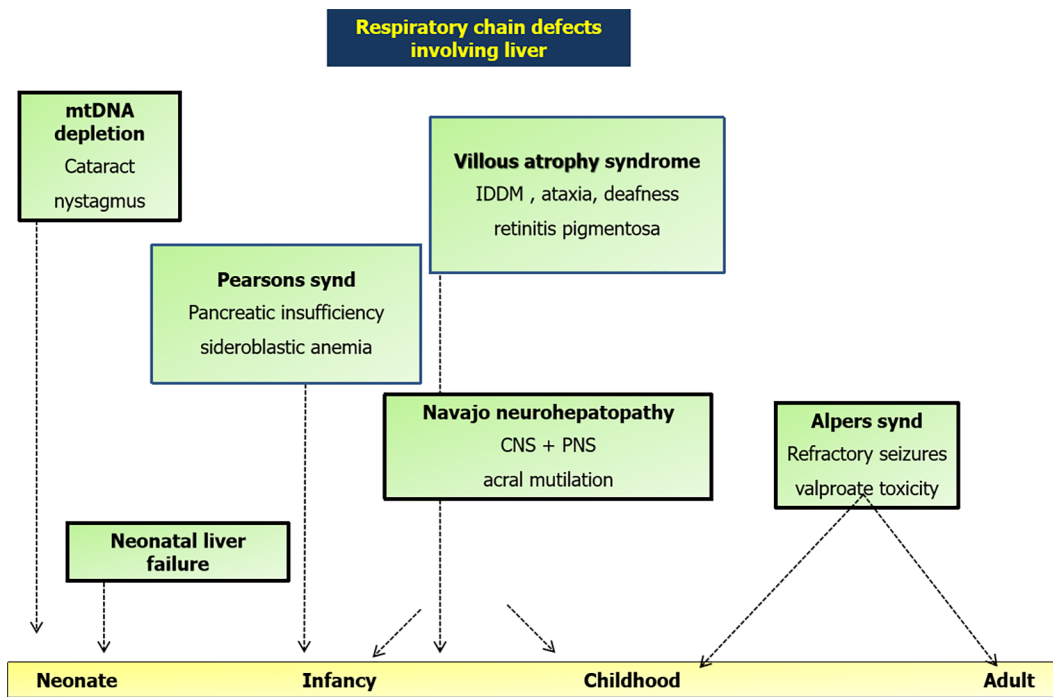 Respiratory chain defects
involving liver
mtDNA
depletion
Cataract
nystagmus
Villous atrophy syndrome
IDDM , ataxia, deafness
retinitis pigmentosa
Pearsons synd
Pancreatic insufficiency
sideroblastic anemia
Navajo neurohepatopathy
CNS + PNS
acral mutilation
Alpers synd
Refractory seizures
valproate toxicity
Neonatal liver
failure
Neonate
Infancy
Childhood
Adult